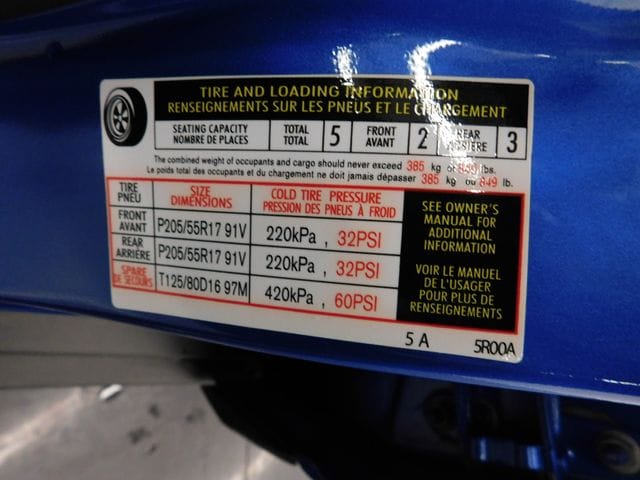 TIRE AND LOADING INFORMATION
RENSEIGNEMENTS SUR LES PNEUS ET LE CHARGEMENT
SEATING CAPACITY
NOMBRE DE PLACES
TOTAL
TOTAL
5
FRONT
AVANT
2
REAR
ARRIÈRE
3
The combined weight of occupants and cargo should never exceed 385 kg or 849 lbs.
Le poids total des occupants et du chargement ne doit jamais dépasser 385 kg ou 849 lb.
TIRE
PNEU
SIZE
DIMENSIONS
COLD TIRE PRESSURE
PRESSION DES PNEUS À FROID
FRONT
AVANT
P205/55R17 91V
220kPa , 32PSI
REAR
ARRIÈRE
P205/55R17 91V
220kPa , 32PSI
SPARE
DE SECOURS
T125/80D16 97M
420kPa , 60PSI
SEE OWNER'S
MANUAL FOR
ADDITIONAL
INFORMATION
VOIR LE MANUEL
DE L'USAGER
POUR PLUS DE
RENSEIGNEMENTS
5 A
5R00A